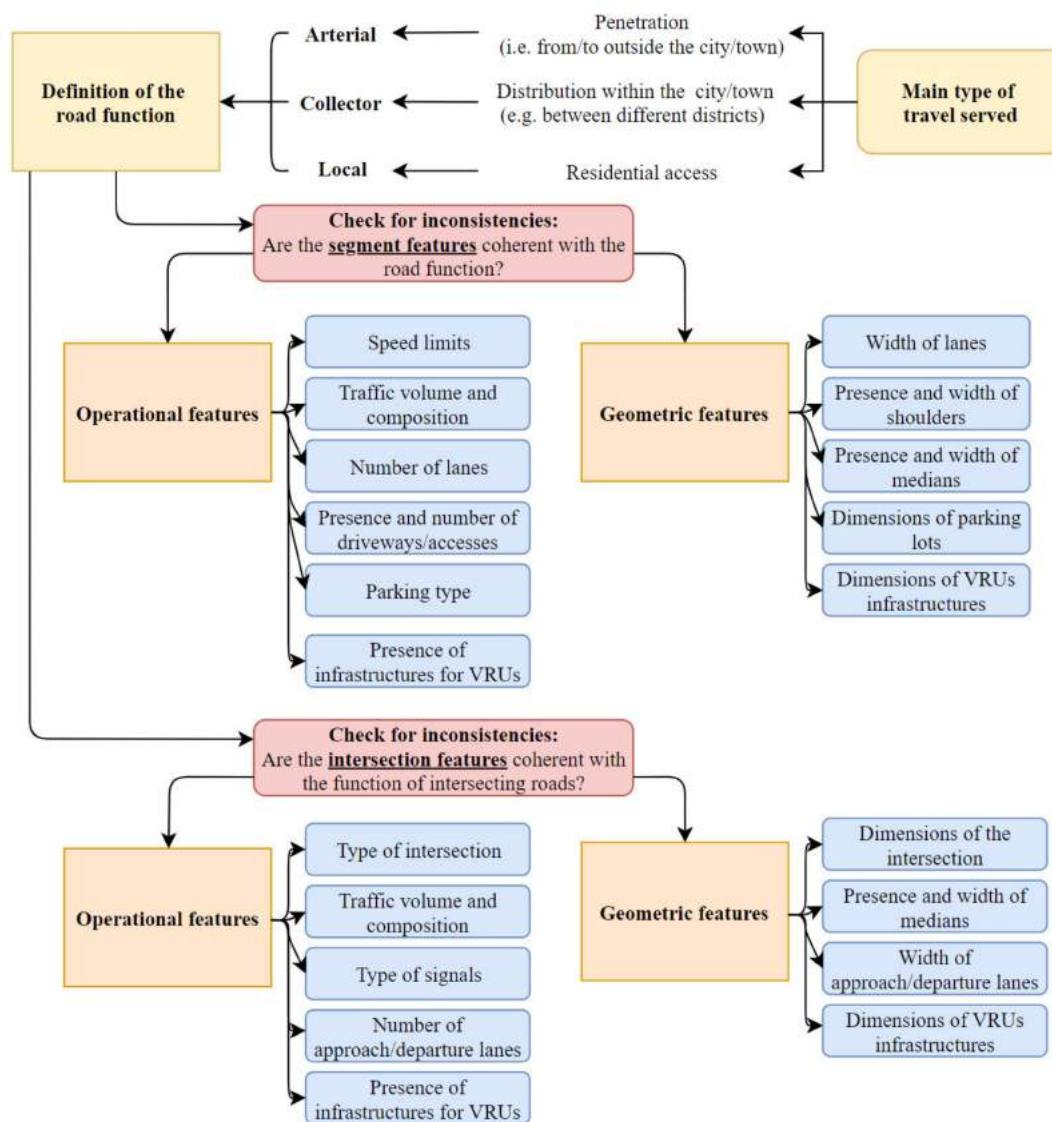 Definition of the
road function
Arterial
Collector
Local
Penetration
(i.e. from/to outside the city/town)
Distribution within the city/town
(e.g. between different districts)
Residential access
Main type of
travel served
Check for inconsistencies:
Are the segment features coherent with the
road function?
Operational features
Speed limits
Traffic volume and
composition
Number of lanes
Presence and number of
driveways/accesses
Parking type
Presence of
infrastructures for VRUs
Geometric features
Width of lanes
Presence and width of
shoulders
Presence and width of
medians
Dimensions of parking
lots
Dimensions of VRUs
infrastructures
Check for inconsistencies:
Are the intersection features coherent with
the function of intersecting roads?
Operational features
Type of intersection
Traffic volume and
composition
Type of signals
Number of
approach/departure lanes
Presence of
infrastructures for VRUs
Geometric features
Dimensions of the
intersection
Presence and width of
medians
Width of
approach/departure lanes
Dimensions of VRUs
infrastructures